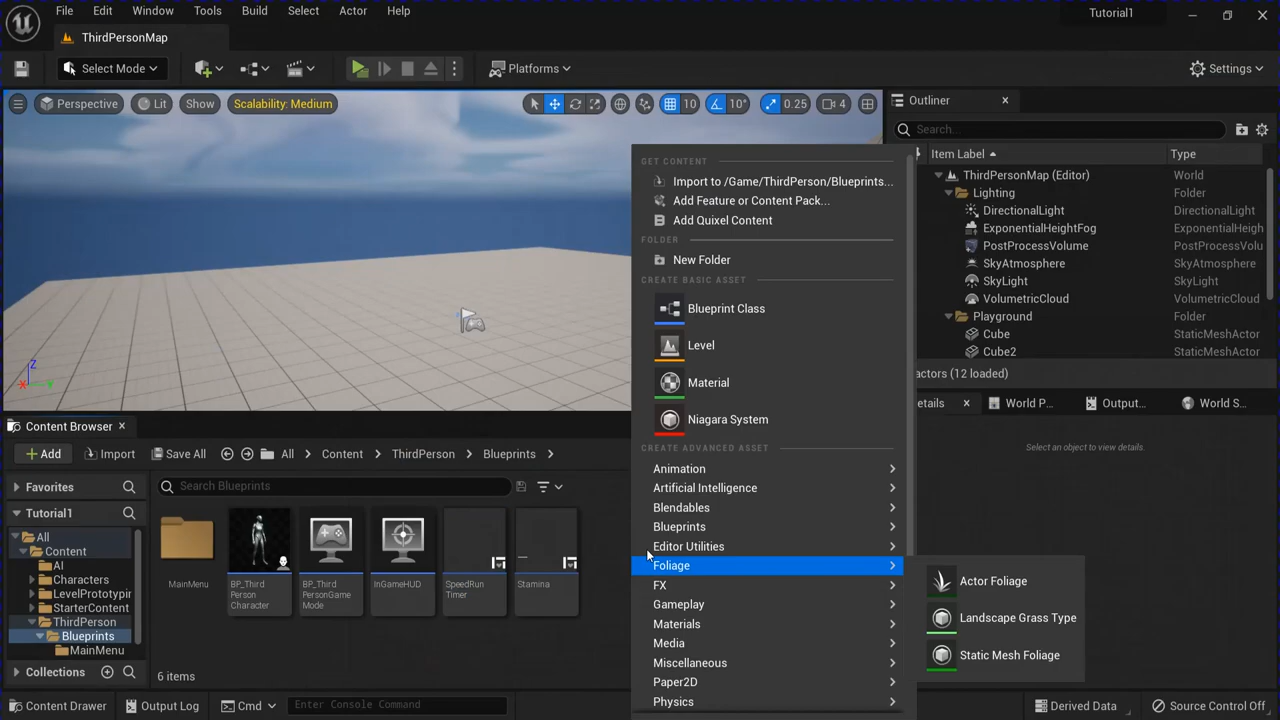 File Edit Window Tools Build Select Actor Help
Tutorial1
ThirdPersonMap
Select Mode
Platforms
Settings
Perspective Lit Show Scalability: Medium
10 10° 0.25 4
Outliner
Search...
Item Label Type
ThirdPersonMap (Editor) World
Lighting Folder
DirectionalLight DirectionalLight
ExponentialHeightFog ExponentialHeigh
PostProcessVolume PostProcessVolu
SkyAtmosphere SkyAtmosphere
SkyLight SkyLight
VolumetricCloud VolumetricCloud
Playground Folder
Cube StaticMeshActor
Cube2 StaticMeshActor
actors (12 loaded)
etails World P... Output... World S...
Select an object to view details.
GET CONTENT
Import to /Game/ThirdPerson/Blueprints...
Add Feature or Content Pack...
Add Quixel Content
FOLDER
New Folder
CREATE BASIC ASSET
Blueprint Class
Level
Material
Niagara System
CREATE ADVANCED ASSET
Animation
Artificial Intelligence
Blendables
Blueprints
Editor Utilities
Foliage
FX
Gameplay
Materials
Media
Miscellaneous
Paper2D
Physics
Actor Foliage
Landscape Grass Type
Static Mesh Foliage
Z
X
Y
Content Browser
Add Import Save All All Content ThirdPerson Blueprints
Favorites
Tutorial1
All
Content
AI
Characters
LevelPrototypir
StarterContent
ThirdPerson
Blueprints
MainMenu
Collections
Search Blueprints
MainMenu
BP_Third
Person
Character
BP_Third
PersonGame
Mode
InGameHUD
SpeedRun
Timer
Stamina
6 items
Content Drawer Output Log Cmd Enter Console Command Derived Data Source Control Off